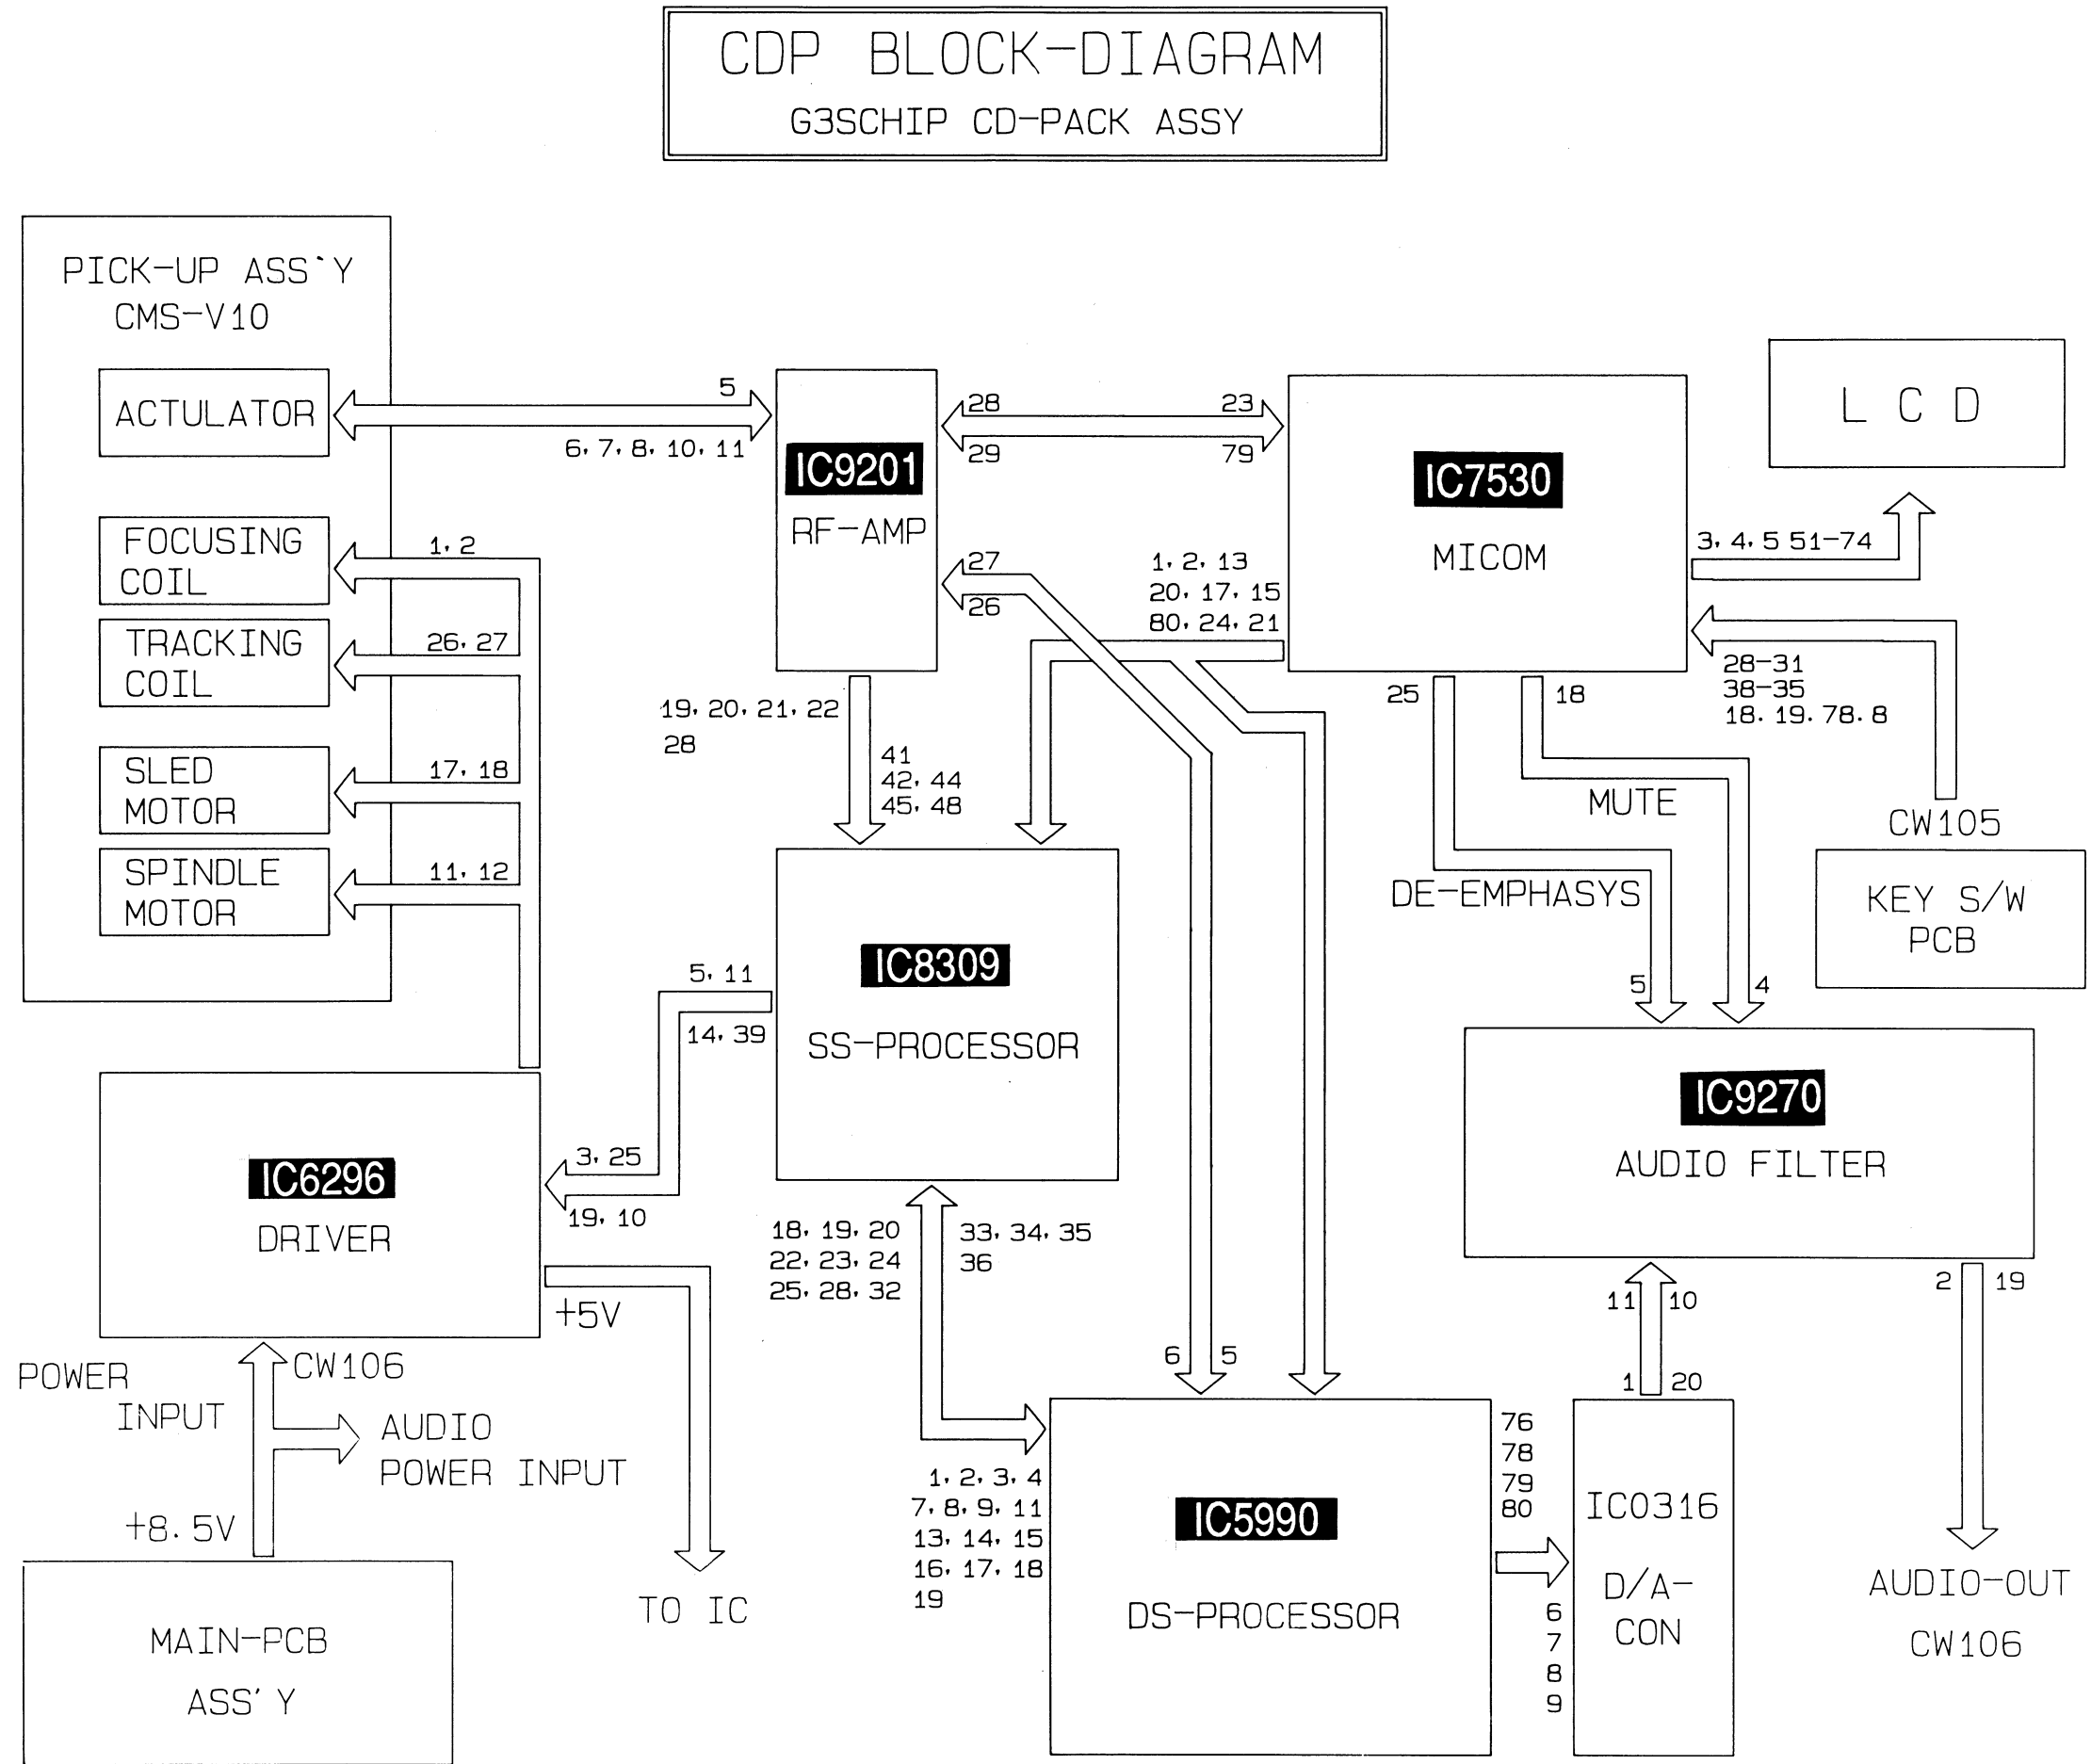 CDP BLOCK-DIAGRAM
G3SCHIP CD-PACK ASSY
PICK-UP ASS`Y
CMS-V10
ACTULATOR
5
6, 7, 8, 10, 11
FOCUSING
COIL
1, 2
TRACKING
COIL
26, 27
SLED
MOTOR
17, 18
SPINDLE
MOTOR
11, 12
IC9201
RF-AMP
28
29
23
79
27
26
IC7530
MICOM
1, 2, 13
20, 17, 15
80, 24, 21
L C D
3, 4, 5 51-74
28-31
38-35
18. 19. 78. 8
CW105
KEY S/W
PCB
25
18
MUTE
DE-EMPHASYS
5
4
19, 20, 21, 22
28
41
42, 44
45, 48
IC8309
SS-PROCESSOR
5, 11
14, 39
3, 25
19, 10
IC6296
DRIVER
18, 19, 20
22, 23, 24
25, 28, 32
33, 34, 35
36
IC9270
AUDIO FILTER
11
10
2
19
1
20
+5V
TO IC
POWER
INPUT
CW106
AUDIO
POWER INPUT
+8. 5V
MAIN-PCB
ASS' Y
6
5
1, 2, 3, 4
7, 8, 9, 11
13, 14, 15
16, 17, 18
19
IC5990
DS-PROCESSOR
76
78
79
80
6
7
8
9
IC0316
D/A-
CON
AUDIO-OUT
CW106